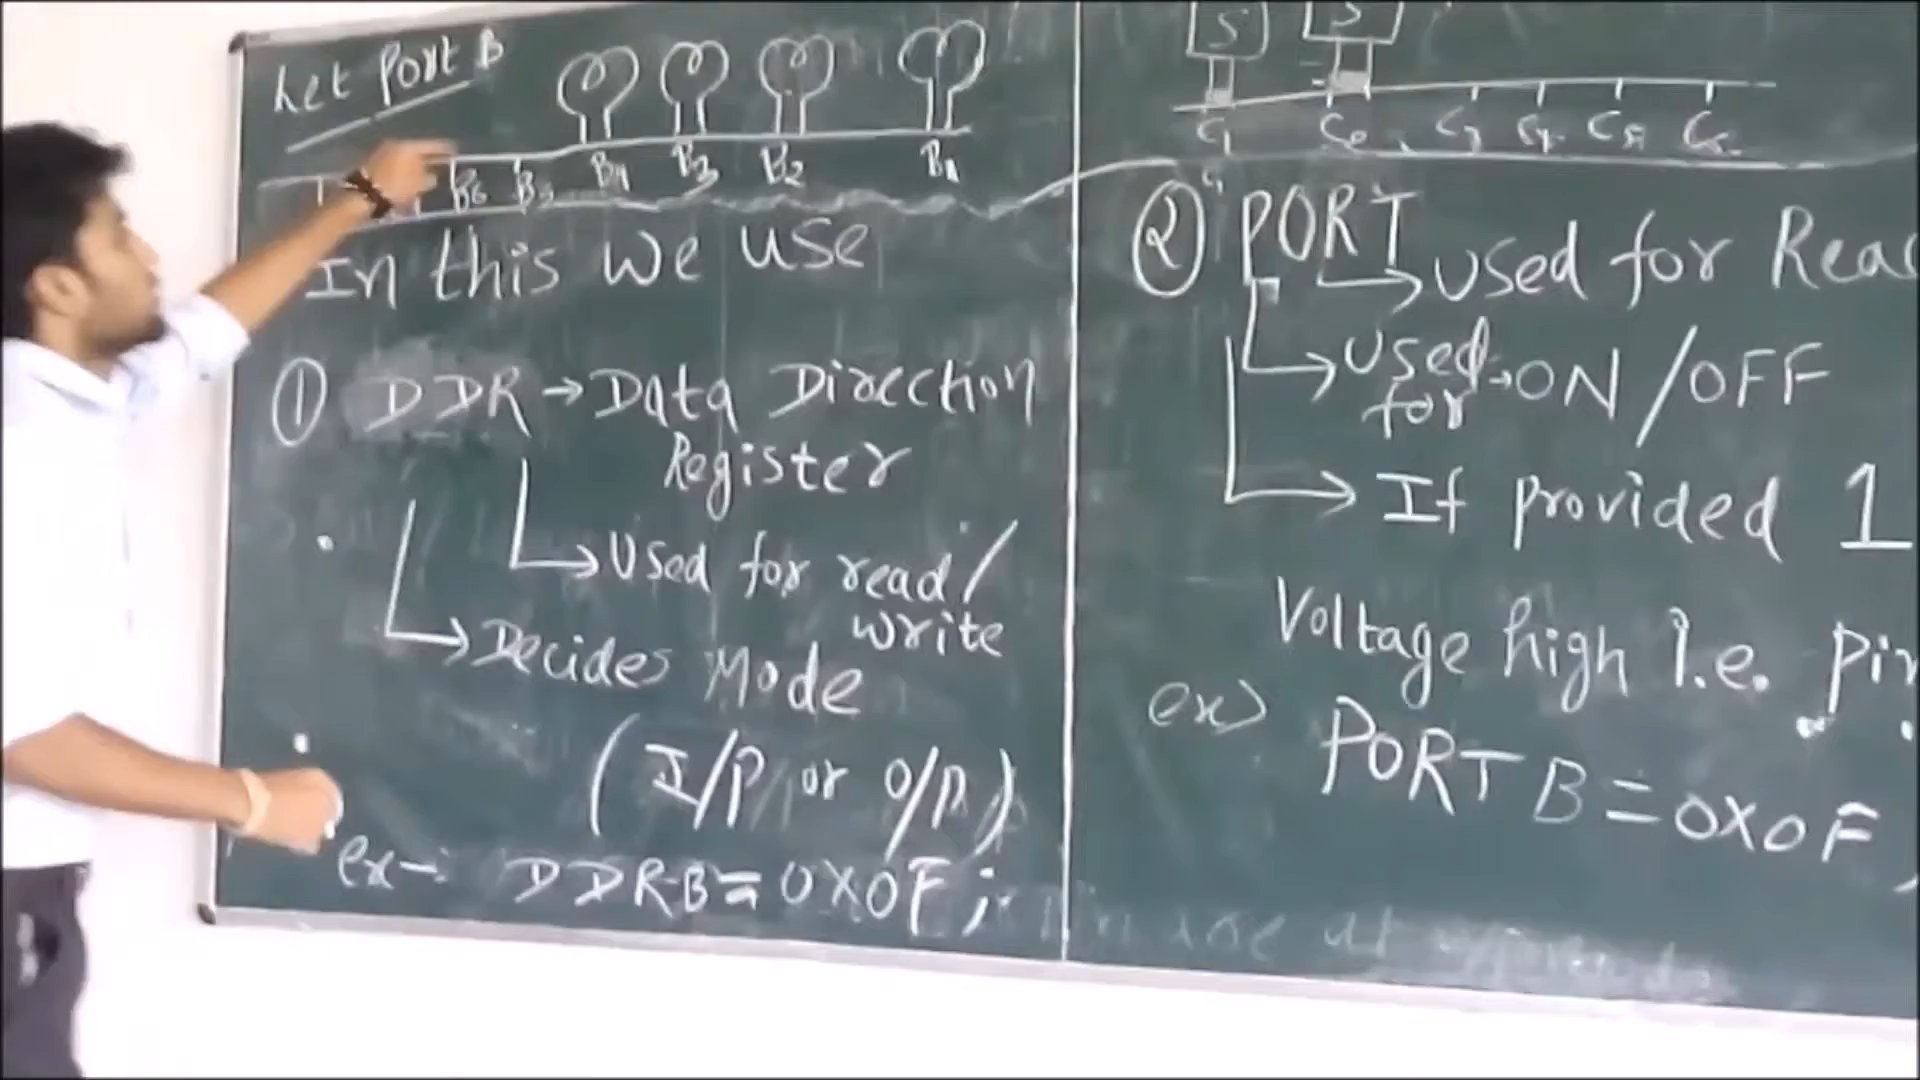 Let Port B
B6 B5 B4 B3 B2 B1
In this we use
① DDR → Data Direction
Register
→ Used for read/
write
→ Decides Mode
(I/P or O/P)
ex-: DDRB = 0X0F;
S S
C1 C2 C3 C4 C5 C6
② PORT
→ Used for Rea
→ Used → ON/OFF
for
→ If provided 1
Voltage high i.e. pin
ex) PORTB = 0X0F